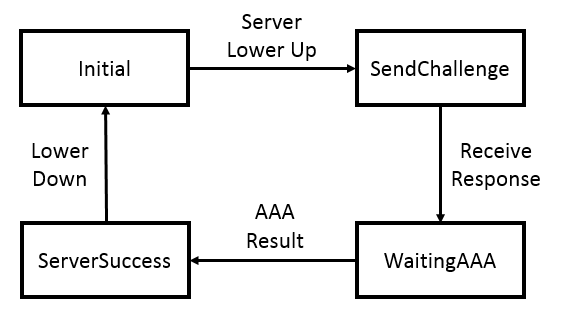 Server
Lower Up
Initial
SendChallenge
Lower
Down
Receive
Response
AAA
Result
ServerSuccess
WaitingAAA